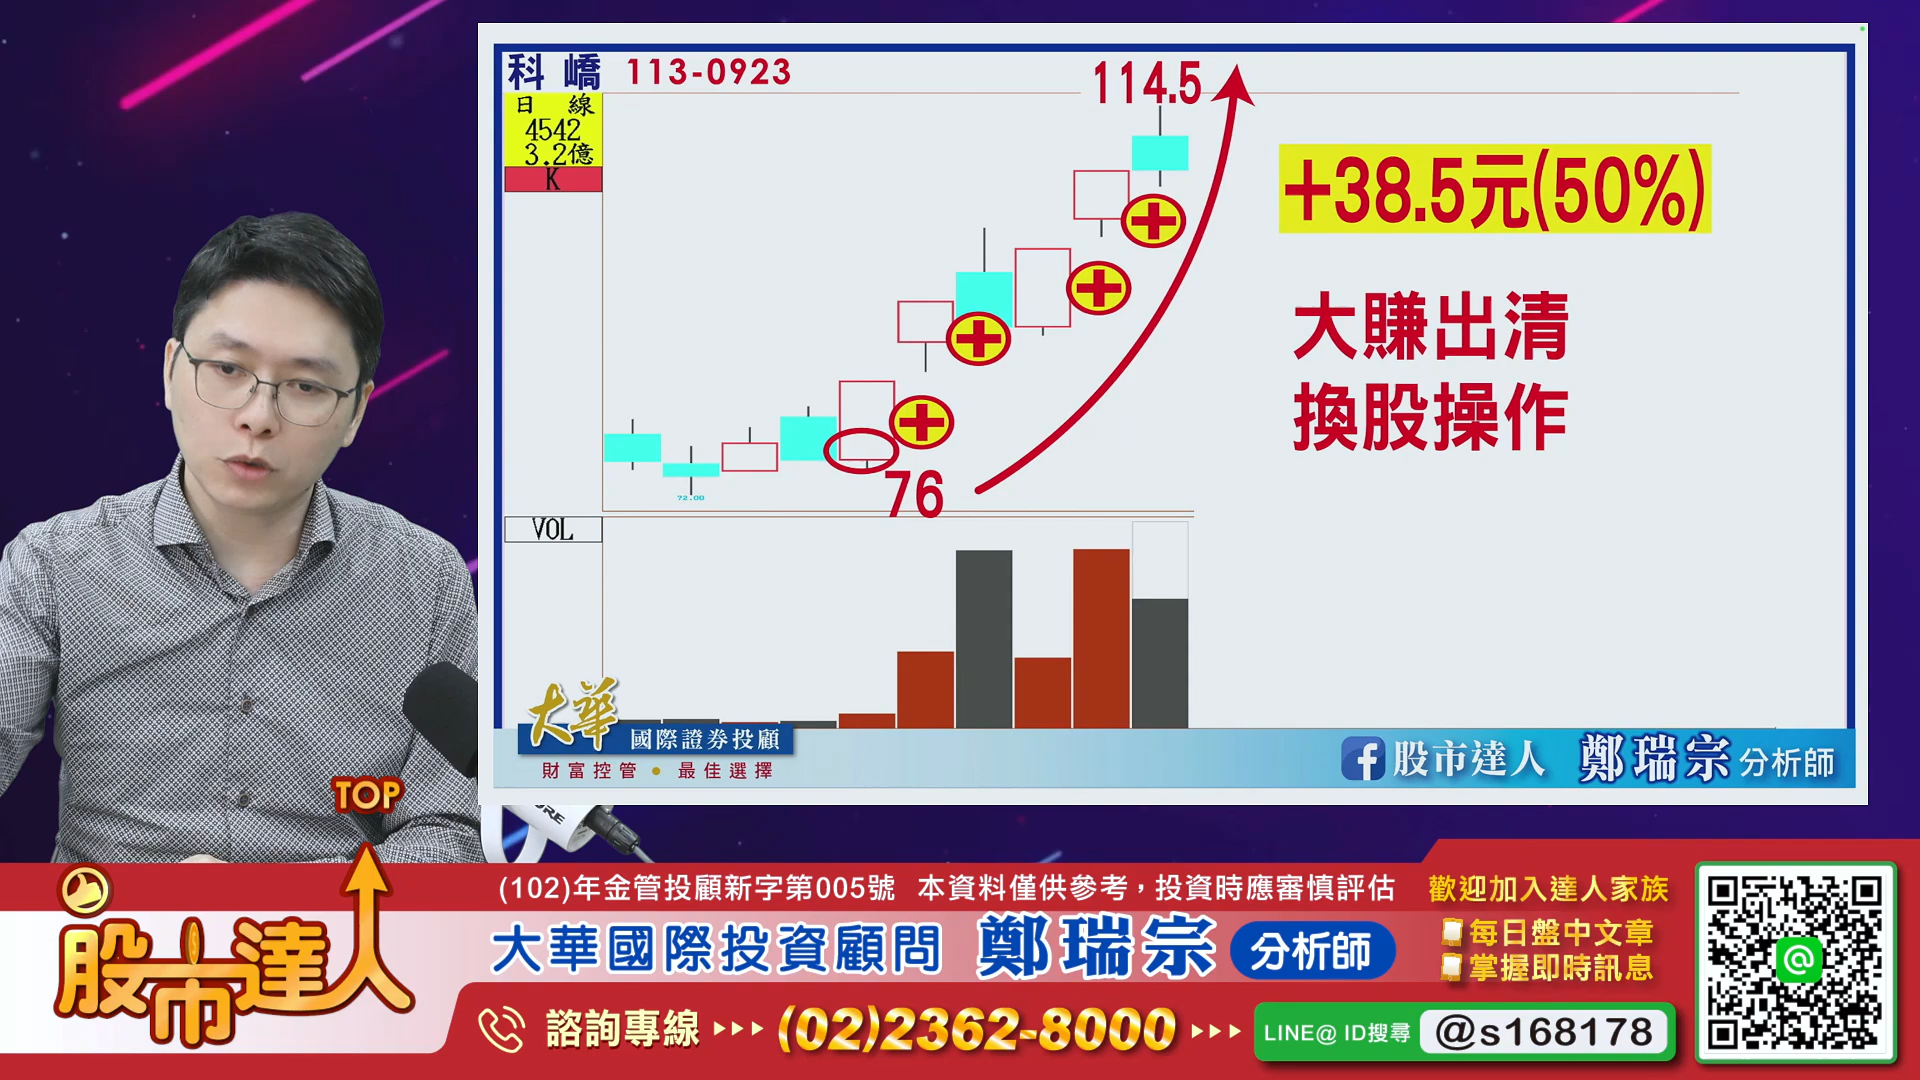 科嶠 113-0923
日 線
4542
3.2億
K
114.5
+38.5元(50%)
大賺出清
換股操作
76
72.00
VOL
大華
國際證券投顧
財富控管 • 最佳選擇
股市達人 鄭瑞宗 分析師
TOP
股市達人
(102)年金管投顧新字第005號 本資料僅供參考，投資時應審慎評估
大華國際投資顧問 鄭瑞宗 分析師
諮詢專線 (02)2362-8000
歡迎加入達人家族
每日盤中文章
掌握即時訊息
LINE@ ID搜尋 @s168178